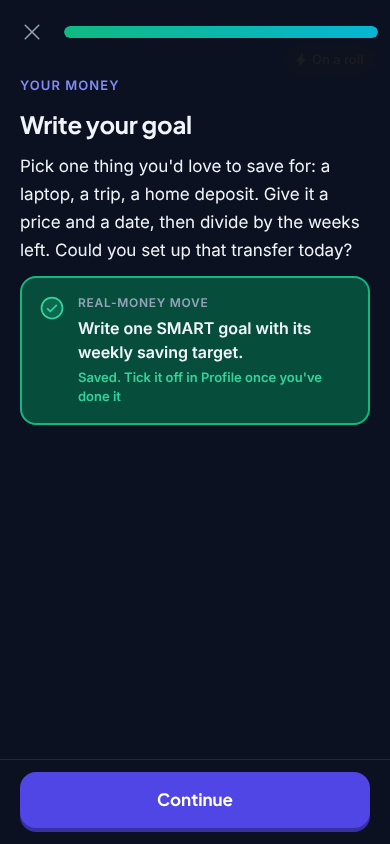 On a roll
YOUR MONEY
Write your goal
Pick one thing you'd love to save for: a
laptop, a trip, a home deposit. Give it a
price and a date, then divide by the weeks
left. Could you set up that transfer today?
REAL-MONEY MOVE
Write one SMART goal with its
weekly saving target.
Saved. Tick it off in Profile once you've
done it
Continue